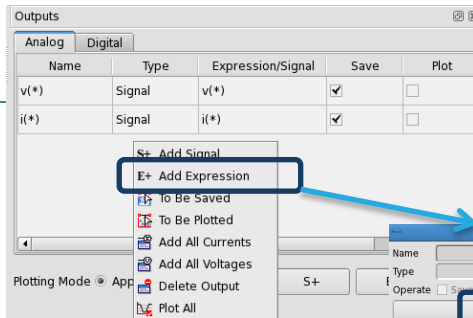 Outputs
Analog Digital
Name Type Expression/Signal Save Plot
v(*) Signal v(*)
i(*) Signal i(*)
S+ Add Signal
E+ Add Expression
To Be Saved
To Be Plotted
Add All Currents
Add All Voltages
Delete Output
Plot All
Name
Type
Operate
Plotting Mode App S+